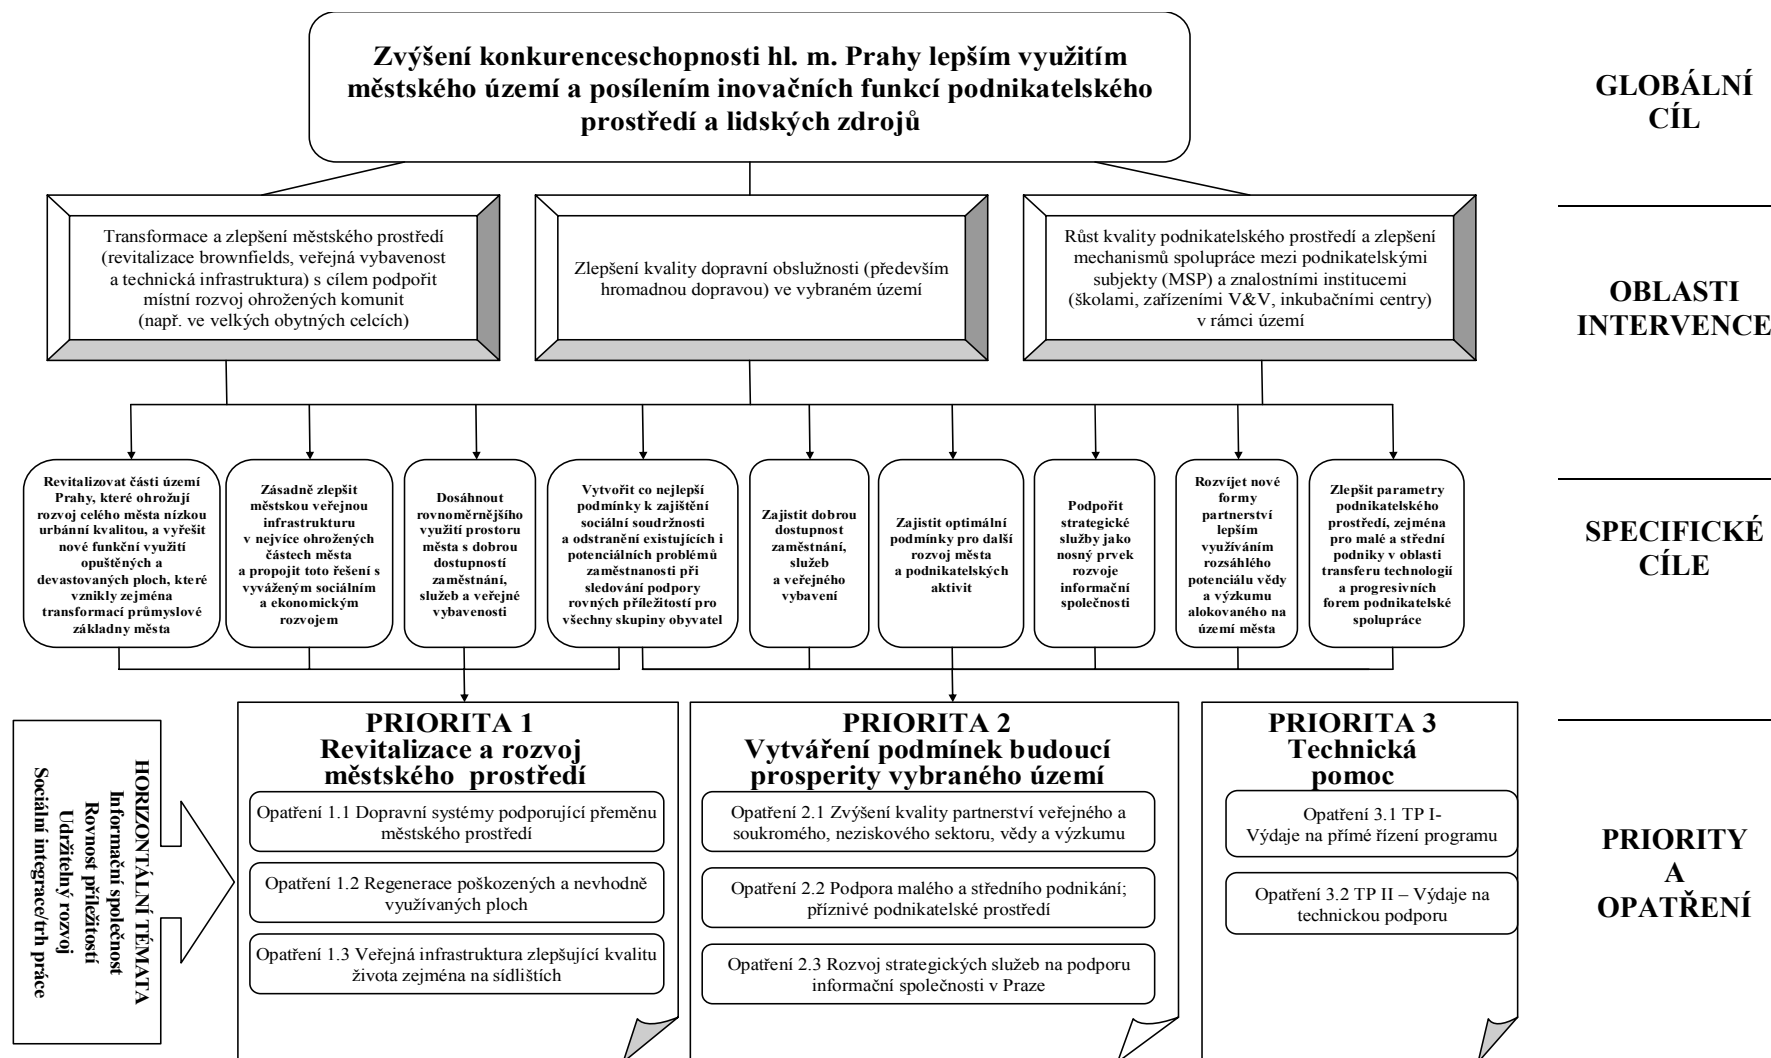 Zvýšení konkurenceschopnosti hl. m. Prahy lepším využitím
městského území a posílením inovačních funkcí podnikatelského
prostředí a lidských zdrojů
GLOBÁLNÍ
CÍL
Transformace a zlepšení městského prostředí
(revitalizace brownfields, veřejná vybavenost
a technická infrastruktura) s cílem podpořit
místní rozvoj ohrožených komunit
(např. ve velkých obytných celcích)
Zlepšení kvality dopravní obslužnosti (především
hromadnou dopravou) ve vybraném území
Růst kvality podnikatelského prostředí a zlepšení
mechanismů spolupráce mezi podnikatelskými
subjekty (MSP) a znalostními institucemi
(školami, zařízeními V&V, inkubačními centry)
v rámci území
OBLASTI
INTERVENCE
Revitalizovat části území
Prahy, které ohrožují
rozvoj celého města nízkou
urbánní kvalitou, a vyřešit
nové funkční využití
opuštěných a
devastovaných ploch, které
vznikly zejména
transformací průmyslové
základny města
Zásadně zlepšit
městskou veřejnou
infrastrukturu
v nejvíce ohrožených
částech města
a propojit toto řešení s
vyváženým sociálním
a ekonomickým
rozvojem
Dosáhnout
rovnoměrnějšího
využití prostoru
města s dobrou
dostupností
zaměstnání,
služeb a veřejné
vybavenosti
Vytvořit co nejlepší
podmínky k zajištění
sociální soudržnosti
a odstranění existujících i
potenciálních problémů
zaměstnanosti při
sledování podpory
rovných příležitostí pro
všechny skupiny obyvatel
Zajistit dobrou
dostupnost
zaměstnání,
služeb
a veřejného
vybavení
Zajistit optimální
podmínky pro další
rozvoj města
a podnikatelských
aktivit
Podpořit
strategické
služby jako
nosný prvek
rozvoje
informační
společnosti
Rozvíjet nové
formy
partnerství
lepším
využíváním
rozsáhlého
potenciálu vědy
a výzkumu
alokovaného na
území města
Zlepšit parametry
podnikatelského
prostředí, zejména
pro malé a střední
podniky v oblasti
transferu technologií
a progresivních
forem podnikatelské
spolupráce
SPECIFICKÉ
CÍLE
HORIZONTÁLNÍ TÉMATA
Informační společnost
Rovnost příležitostí
Udržitelný rozvoj
Sociální integrace/trh práce
PRIORITA 1
Revitalizace a rozvoj
městského prostředí
Opatření 1.1 Dopravní systémy podporující přeměnu
městského prostředí
Opatření 1.2 Regenerace poškozených a nevhodně
využívaných ploch
Opatření 1.3 Veřejná infrastruktura zlepšující kvalitu
života zejména na sídlištích
PRIORITA 2
Vytváření podmínek budoucí
prosperity vybraného území
Opatření 2.1 Zvýšení kvality partnerství veřejného a
soukromého, neziskového sektoru, vědy a výzkumu
Opatření 2.2 Podpora malého a středního podnikání;
příznivé podnikatelské prostředí
Opatření 2.3 Rozvoj strategických služeb na podporu
informační společnosti v Praze
PRIORITA 3
Technická
pomoc
Opatření 3.1 TP I-
Výdaje na přímé řízení programu
Opatření 3.2 TP II – Výdaje na
technickou podporu
PRIORITY
A
OPATŘENÍ